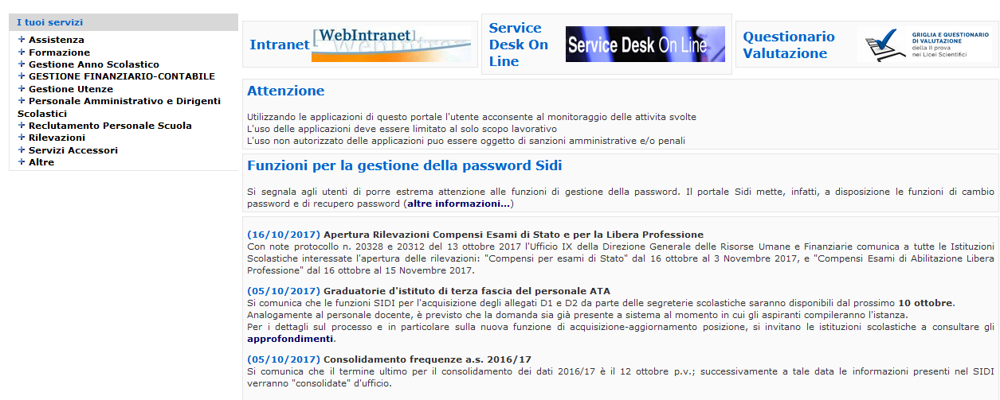 I tuoi servizi
Assistenza
Formazione
Gestione Anno Scolastico
GESTIONE FINANZIARIO-CONTABILE
Gestione Utenze
Personale Amministrativo e Dirigenti
Scolastici
Reclutamento Personale Scuola
Rilevazioni
Servizi Accessori
Altre
Intranet
[WebIntranet]
WebIntran
Service
Desk On
Line
Service Desk On Line
Questionario
Valutazione
GRIGLIA E QUESTIONARIO
DI VALUTAZIONE
della II prova
nei Licei Scientifici
Attenzione
Utilizzando le applicazioni di questo portale l'utente acconsente al monitoraggio delle attivita svolte
L'uso delle applicazioni deve essere limitato al solo scopo lavorativo
L'uso non autorizzato delle applicazioni puo essere oggetto di sanzioni amministrative e/o penali
Funzioni per la gestione della password Sidi
Si segnala agli utenti di porre estrema attenzione alle funzioni di gestione della password. Il portale Sidi mette, infatti, a disposizione le funzioni di cambio
password e di recupero password (altre informazioni...)
(16/10/2017) Apertura Rilevazioni Compensi Esami di Stato e per la Libera Professione
Con note protocollo n. 20328 e 20312 del 13 ottobre 2017 l'Ufficio IX della Direzione Generale delle Risorse Umane e Finanziarie comunica a tutte le Istituzioni
Scolastiche interessate l'apertura delle rilevazioni: "Compensi per esami di Stato" dal 16 ottobre al 3 Novembre 2017, e "Compensi Esami di Abilitazione Libera
Professione" dal 16 ottobre al 15 Novembre 2017.
(05/10/2017) Graduatorie d'istituto di terza fascia del personale ATA
Si comunica che le funzioni SIDI per l'acquisizione degli allegati D1 e D2 da parte delle segreterie scolastiche saranno disponibili dal prossimo 10 ottobre.
Analogamente al personale docente, è previsto che la domanda sia già presente a sistema al momento in cui gli aspiranti compileranno l'istanza.
Per i dettagli sul processo e in particolare sulla nuova funzione di acquisizione-aggiornamento posizione, si invitano le istituzioni scolastiche a consultare gli
approfondimenti.
(05/10/2017) Consolidamento frequenze a.s. 2016/17
Si comunica che il termine ultimo per il consolidamento dei dati 2016/17 è il 12 ottobre p.v.; successivamente a tale data le informazioni presenti nel SIDI
verranno "consolidate" d'ufficio.